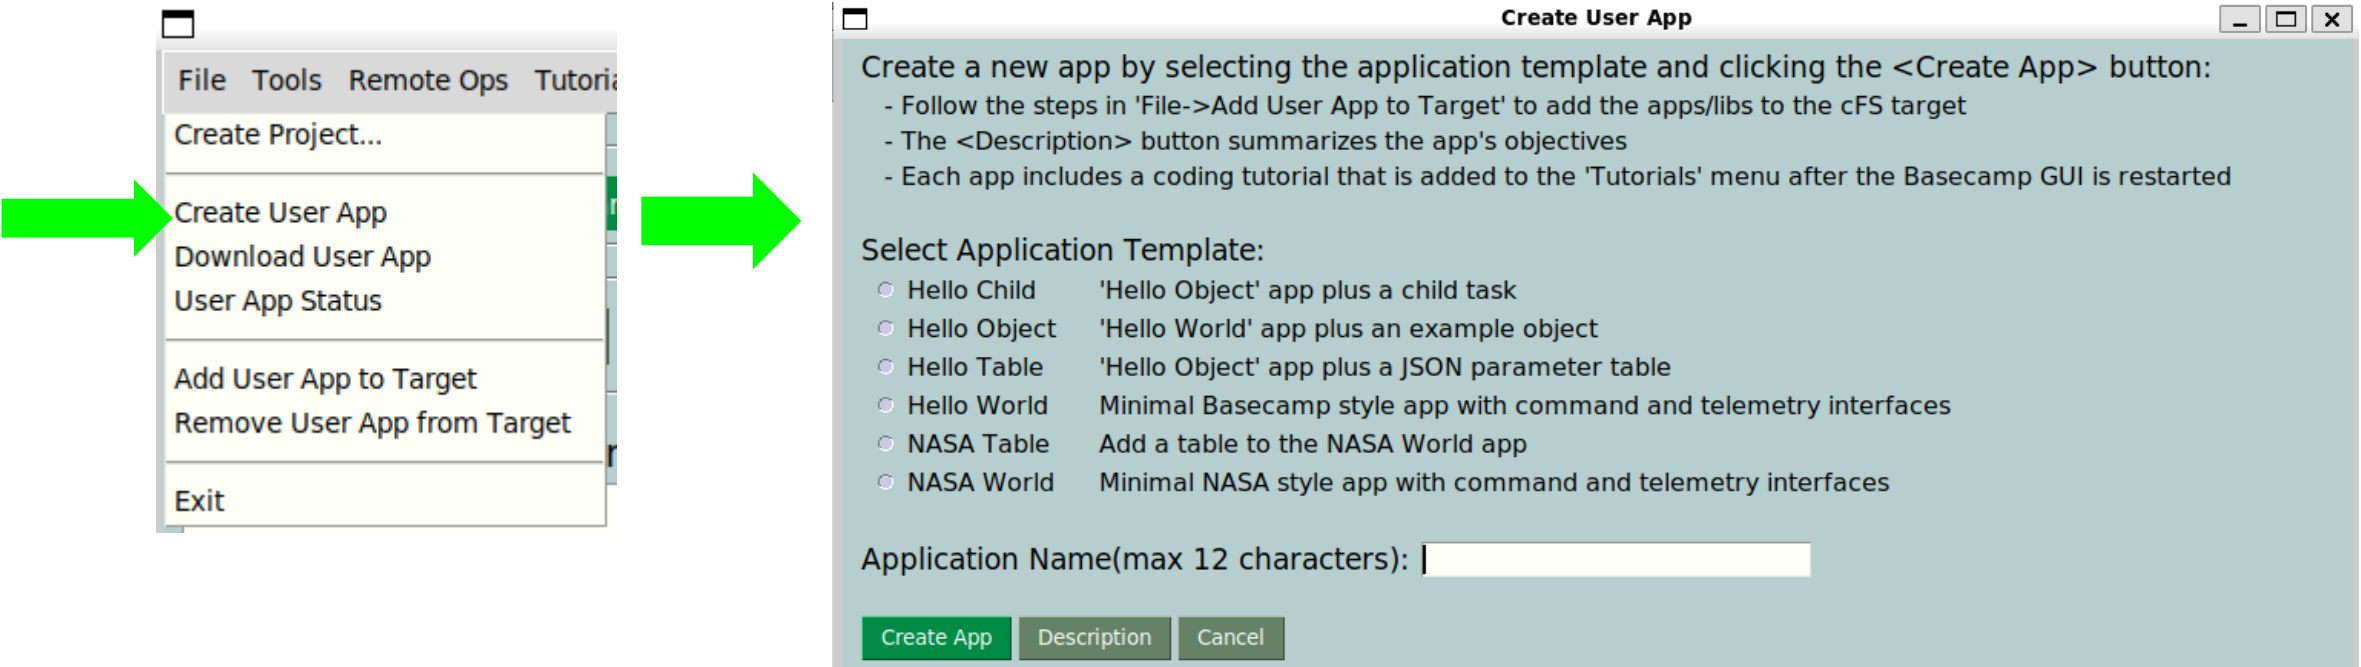 File Tools Remote Ops
Create Project...
Create User App
Download User App
User App Status
Add User App to Target
Remove User App from Target
Exit
Create User App
Create a new app by selecting the application template and clicking the <Create App> button:
- Follow the steps in 'File->Add User App to Target' to add the apps/libs to the cFS target
- The <Description> button summarizes the app's objectives
- Each app includes a coding tutorial that is added to the 'Tutorials' menu after the Basecamp GUI is restarted
Select Application Template:
Hello Child 'Hello Object' app plus a child task
Hello Object 'Hello World' app plus an example object
Hello Table 'Hello Object' app plus a JSON parameter table
Hello World Minimal Basecamp style app with command and telemetry interfaces
NASA Table Add a table to the NASA World app
NASA World Minimal NASA style app with command and telemetry interfaces
Application Name(max 12 characters):
Create App Description Cancel